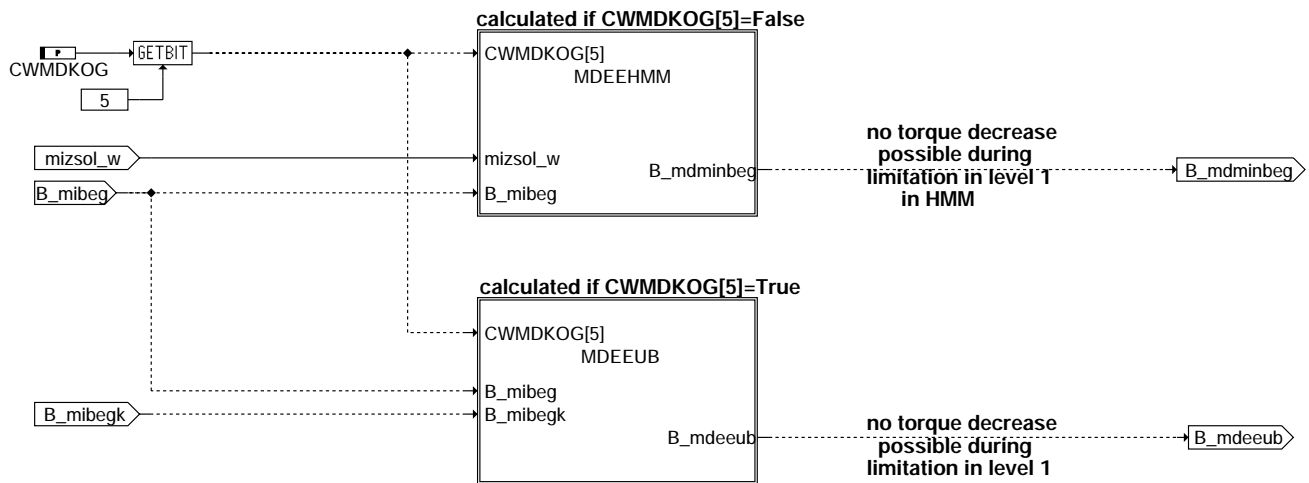 calculated if CWMDKOG[5]=False
P
GETBIT
CWMDKOG[5]
CWMDKOG
MDEEHMM
5
no torque decrease
possible during
limitation in level 1
in HMM
mizsol_w
mizsol_w
B_mdminbeg
B_mdminbeg
B_mibeg
B_mibeg
calculated if CWMDKOG[5]=True
CWMDKOG[5]
MDEEUB
B_mibeg
B_mibegk
B_mibegk
no torque decrease
possible during
limitation in level 1
B_mdeeub
B_mdeeub